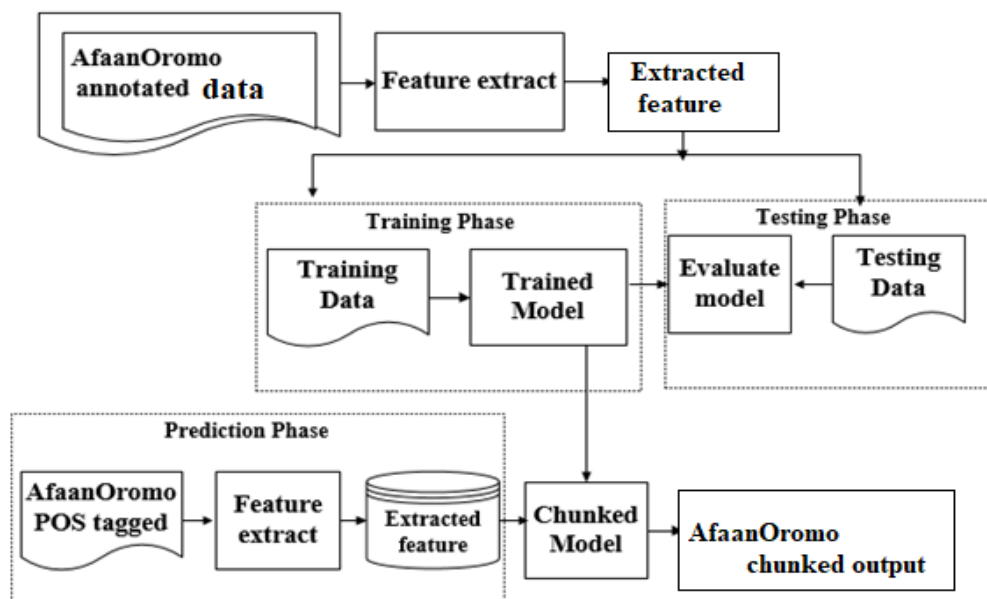 AfaanOromo
annotated data
Feature extract
Extracted
feature
Training Phase
Training
Data
Trained
Model
Testing Phase
Evaluate
model
Testing
Data
Prediction Phase
AfaanOromo
POS tagged
Feature
extract
Extracted
feature
Chunked
Model
AfaanOromo
chunked output